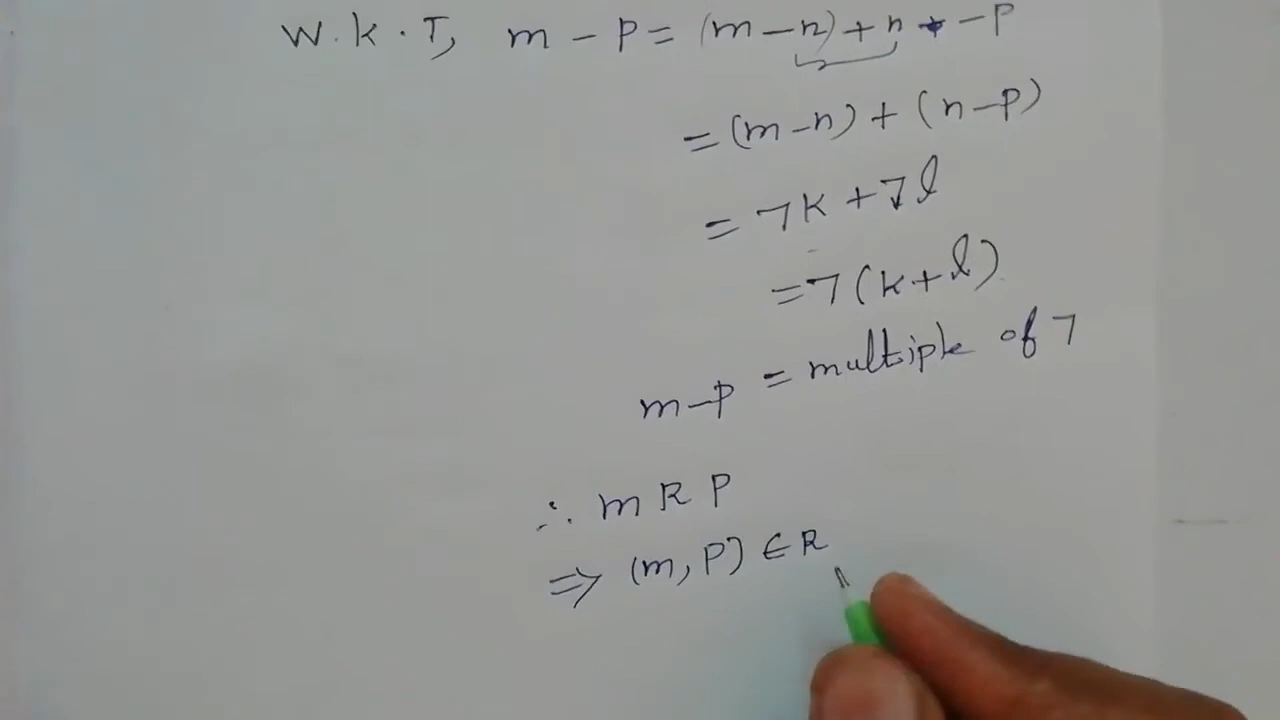 W.K.T, m - P = (m - n) + n - P
= (m - n) + (n - P)
= 7K + 7l
= 7(K + l)
m - P = multiple of 7
∴ m R P
⇒ (m, P) ∈ R